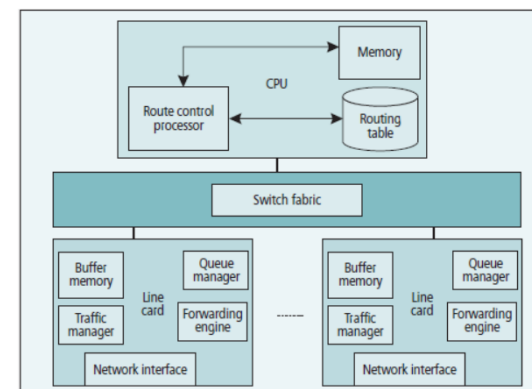 Memory
CPU
Route control
processor
Routing
table
Switch fabric
Buffer
memory
Queue
manager
Line
card
Traffic
manager
Forwarding
engine
Network interface
Buffer
memory
Queue
manager
Line
card
Traffic
manager
Forwarding
engine
Network interface